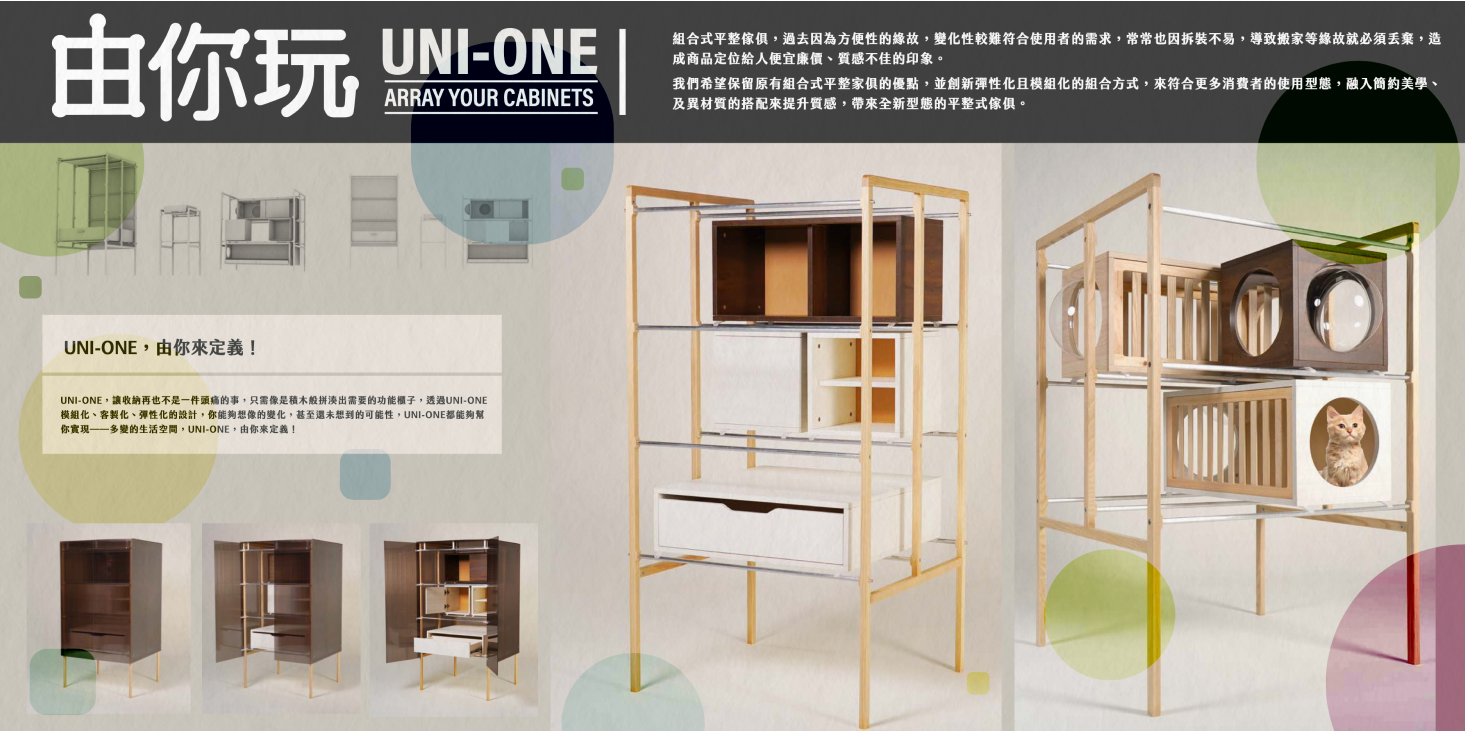 由你玩
UNI-ONE
ARRAY YOUR CABINETS
組合式平整傢俱，過去因為方便性的緣故，變化性較難符合使用者的需求，常常也因拆裝不易，導致搬家等緣故就必須丟棄，造
成商品定位給人便宜廉價、質感不佳的印象。
我們希望保留原有組合式平整家俱的優點，並創新彈性化且模組化的組合方式，來符合更多消費者的使用型態，融入簡約美學、
及異材質的搭配來提升質感，帶來全新型態的平整式傢俱。
UNI-ONE，由你來定義！
UNI-ONE，讓收納再也不是一件頭痛的事，只需像是積木般拼湊出需要的功能櫃子，透過UNI-ONE
模組化、客製化、彈性化的設計，你能夠想像的變化，甚至還未想到的可能性，UNI-ONE都能夠幫
你實現——多變的生活空間，UNI-ONE，由你來定義！